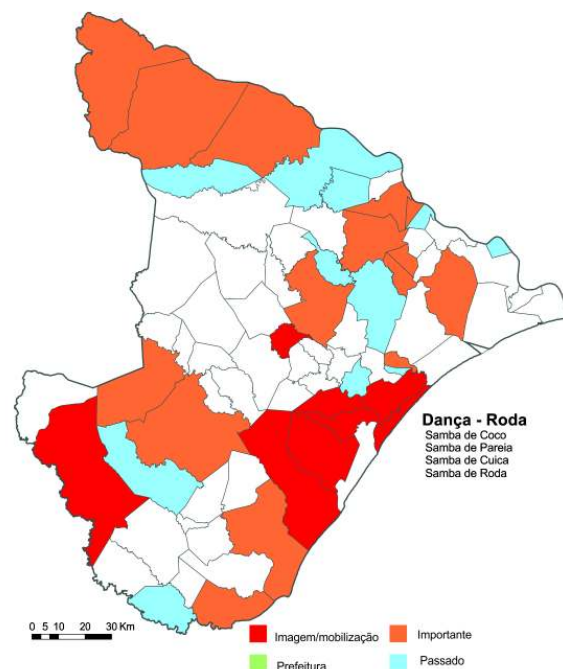 Dança - Roda
Samba de Coco
Samba de Pareia
Samba de Cuica
Samba de Roda
0 5 10 20 30 Km
Imagem/mobilização
Importante
Prefeitura
Passado